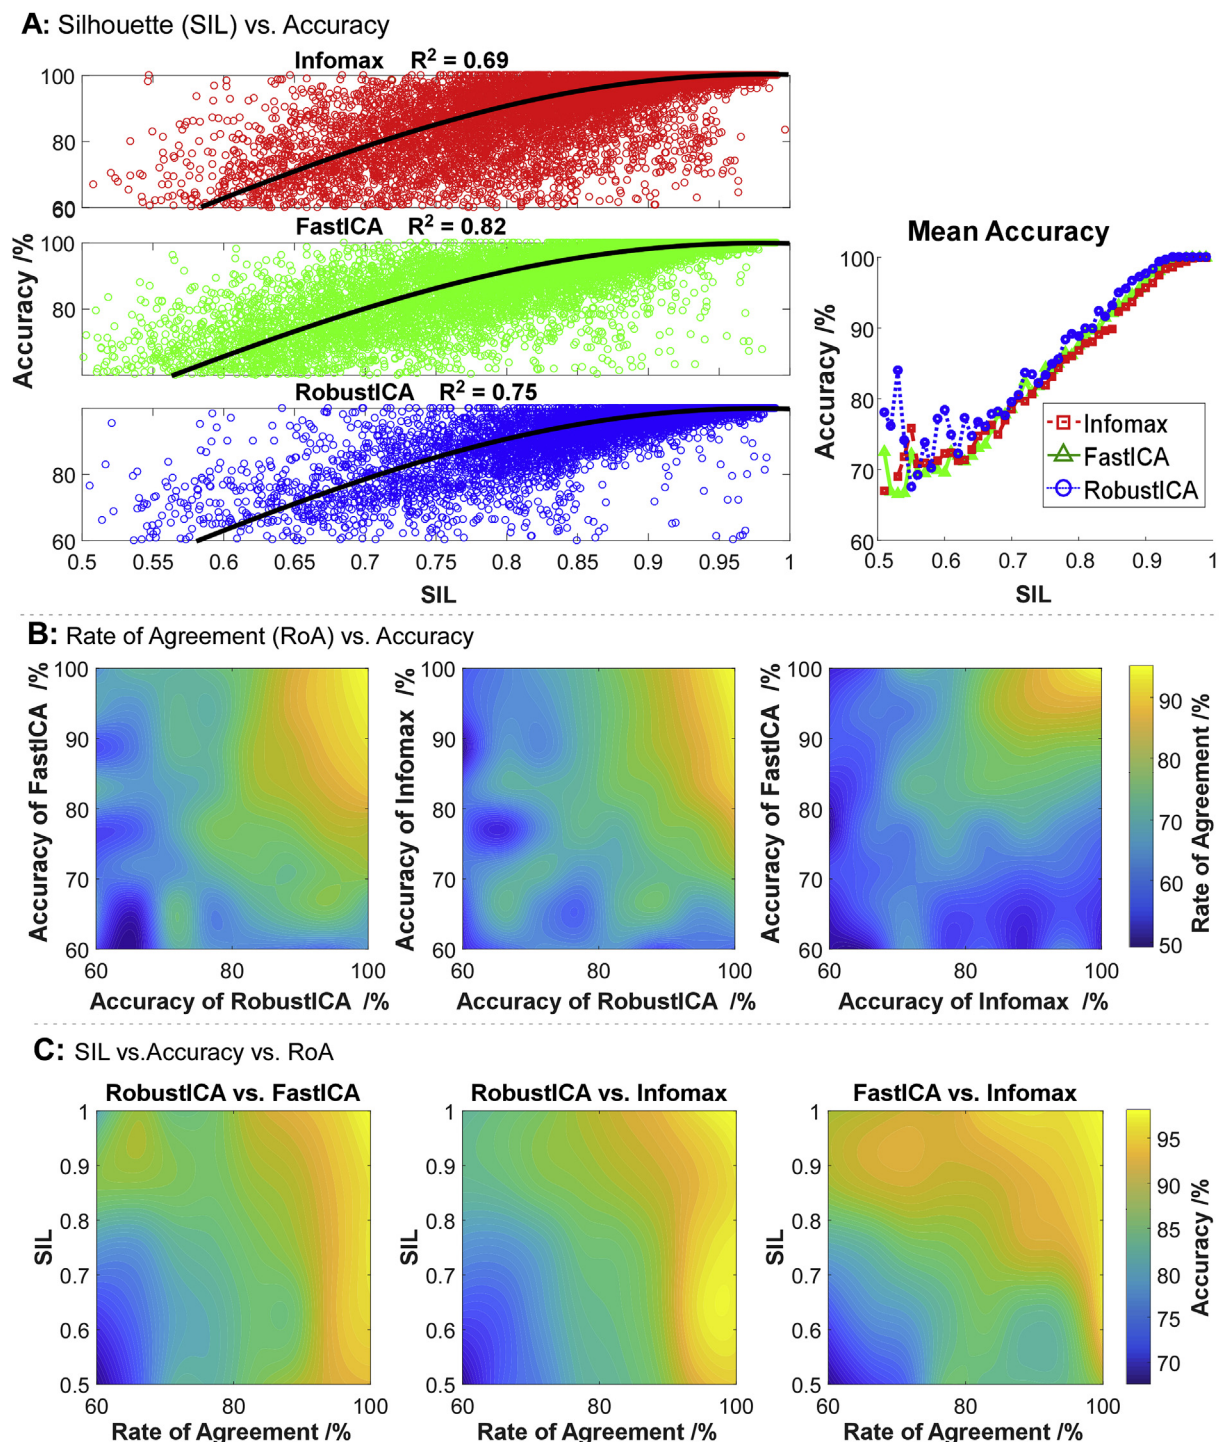 A: Silhouette (SIL) vs. Accuracy
Infomax R² = 0.69
100
80
60
FastICA R² = 0.82
100
80
RobustICA R² = 0.75
80
60
0.5 0.55 0.6 0.65 0.7 0.75 0.8 0.85 0.9 0.95 1
SIL
Accuracy /%
Mean Accuracy
100
90
80
70
60
Accuracy /%
Infomax
FastICA
RobustICA
0.5 0.6 0.7 0.8 0.9 1
SIL
B: Rate of Agreement (RoA) vs. Accuracy
Accuracy of FastICA /%
100
90
80
70
60
60 80 100
Accuracy of RobustICA /%
Accuracy of Infomax /%
100
90
80
70
60
60 80 100
Accuracy of RobustICA /%
Accuracy of FastICA /%
100
90
80
70
60
60 80 100
Accuracy of Infomax /%
90
80
70
60
50
Rate of Agreement /%
C: SIL vs.Accuracy vs. RoA
RobustICA vs. FastICA
SIL
1
0.9
0.8
0.7
0.6
0.5
60 80 100
Rate of Agreement /%
RobustICA vs. Infomax
SIL
1
0.9
0.8
0.7
0.6
0.5
60 80 100
Rate of Agreement /%
FastICA vs. Infomax
SIL
1
0.9
0.8
0.7
0.6
0.5
60 80 100
Rate of Agreement /%
95
90
85
80
75
70
Accuracy /%